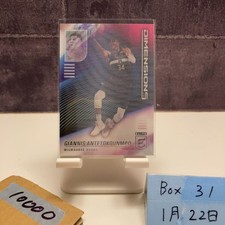 DIMENSIONS
GIANNIS ANTETOKOUNMPO
MILWAUKEE BUCKS
10000
Box 31
1月22日